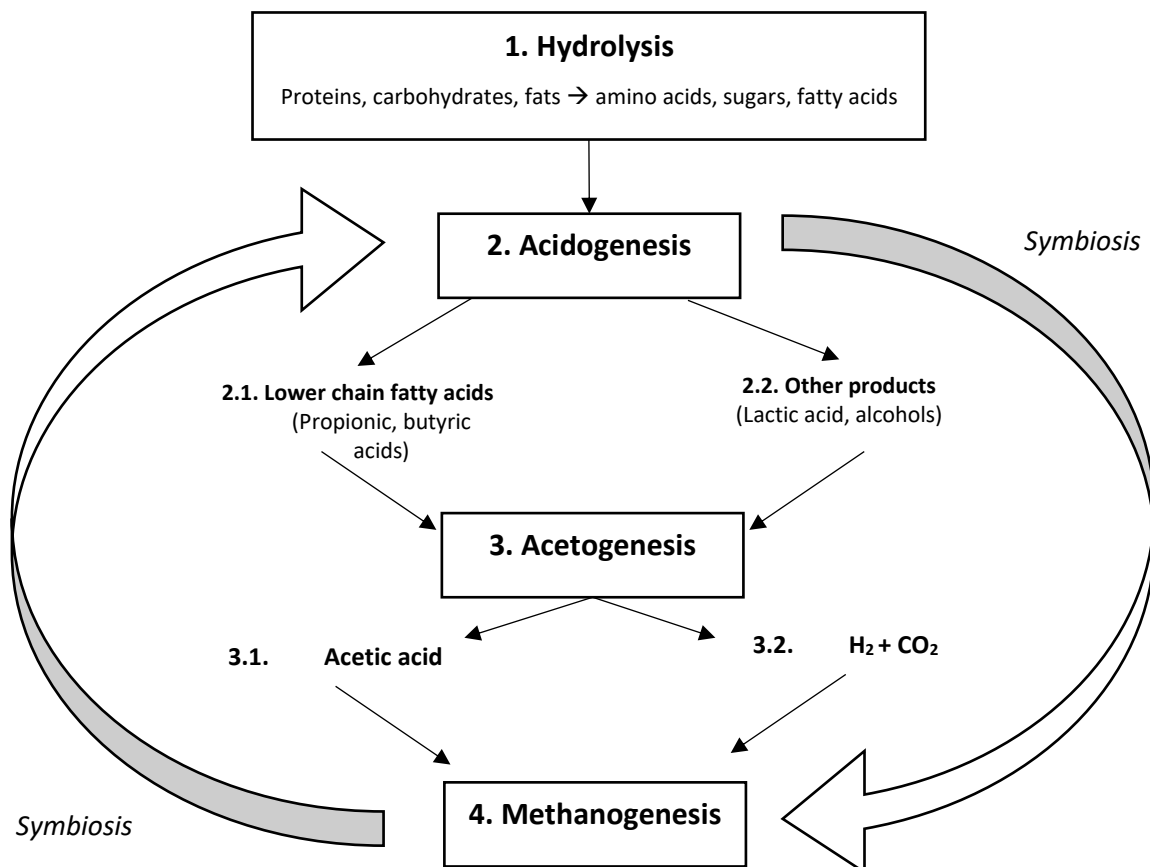 1. Hydrolysis
Proteins, carbohydrates, fats → amino acids, sugars, fatty acids
2. Acidogenesis
Symbiosis
2.1. Lower chain fatty acids
(Propionic, butyric
acids)
2.2. Other products
(Lactic acid, alcohols)
3. Acetogenesis
3.1. Acetic acid
3.2. H₂ + CO₂
4. Methanogenesis
Symbiosis